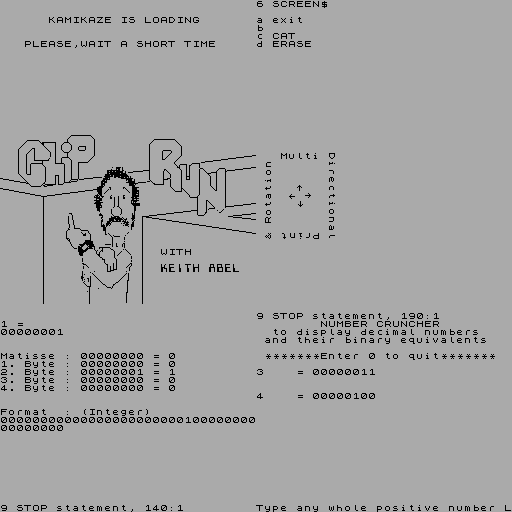 KAMIKAZE IS LOADING
PLEASE,WAIT A SHORT TIME
6 SCREEN$
a exit
b
c CAT
d ERASE
CLIP
RUN
WITH
KEITH ABEL
Multi
Directional
Print
& Rotation
1 =
00000001
Matisse : 00000000 = 0
1. Byte : 00000000 = 0
2. Byte : 00000001 = 1
3. Byte : 00000000 = 0
4. Byte : 00000000 = 0
Format  : (Integer)
00000000000000000000000100000000
00000000
9 STOP statement, 140:1
9 STOP statement, 190:1
NUMBER CRUNCHER
to display decimal numbers
and their binary equivalents
*******Enter 0 to quit*******
3    = 00000011
4    = 00000100
Type any whole positive number L